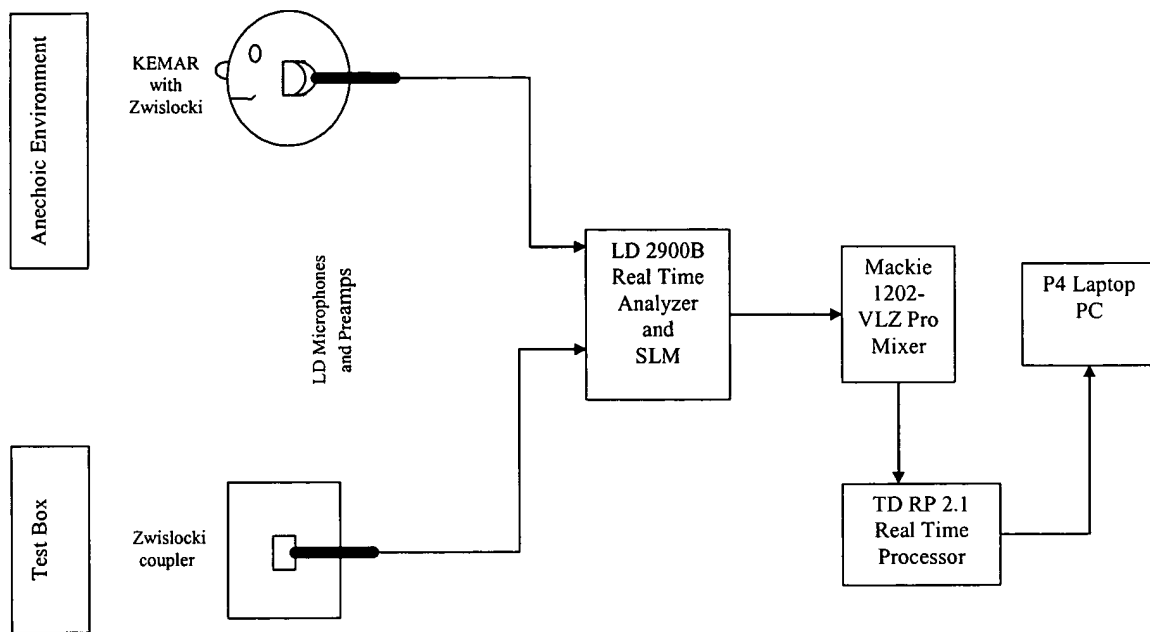 Anechoic Environment
KEMAR
with
Zwislocki
LD Microphones
and Preamps
LD 2900B
Real Time
Analyzer
and
SLM
Mackie
1202-
VLZ Pro
Mixer
P4 Laptop
PC
TD RP 2.1
Real Time
Processor
Test Box
Zwislocki
coupler